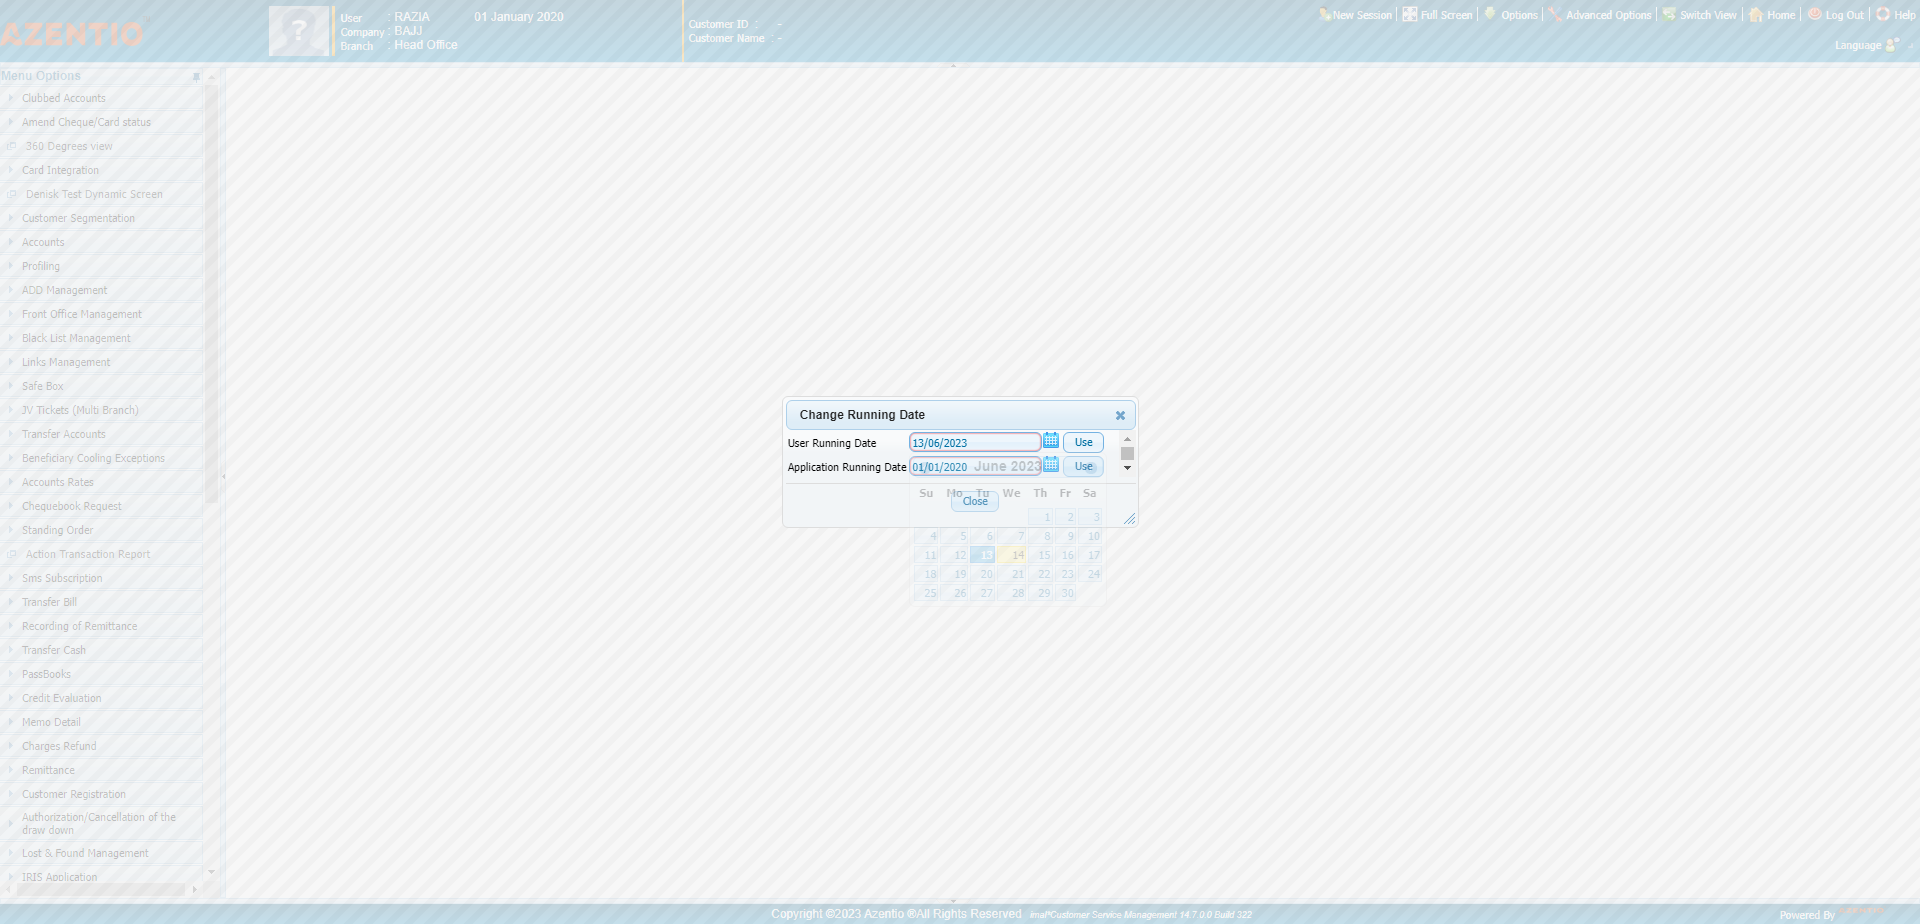 AZENTIO
User : RAZIA 01 January 2020
Company : BAJJ
Branch : Head Office
Customer ID : -
Customer Name : -
New Session Full Screen Options Advanced Options Switch View Home Log Out Help
Language
Menu Options
Clubbed Accounts
Amend Cheque/Card status
360 Degrees view
Card Integration
Denisk Test Dynamic Screen
Customer Segmentation
Accounts
Profiling
ADD Management
Front Office Management
Black List Management
Links Management
Safe Box
JV Tickets (Multi Branch)
Transfer Accounts
Beneficiary Cooling Exceptions
Accounts Rates
Chequebook Request
Standing Order
Action Transaction Report
Sms Subscription
Transfer Bill
Recording of Remittance
Transfer Cash
PassBooks
Credit Evaluation
Memo Detail
Charges Refund
Remittance
Customer Registration
Authorization/Cancellation of the
draw down
Lost & Found Management
IRIS Application
Change Running Date
User Running Date 13/06/2023 Use
Application Running Date 01/01/2020 Use
June 2023
Su Mo Tu We Th Fr Sa
Close
1 2 3
4 5 6 7 8 9 10
11 12 13 14 15 16 17
18 19 20 21 22 23 24
25 26 27 28 29 30
Copyright ©2023 Azentio ®All Rights Reserved imal*Customer Service Management 14.7.0.0 Build 322
Powered By